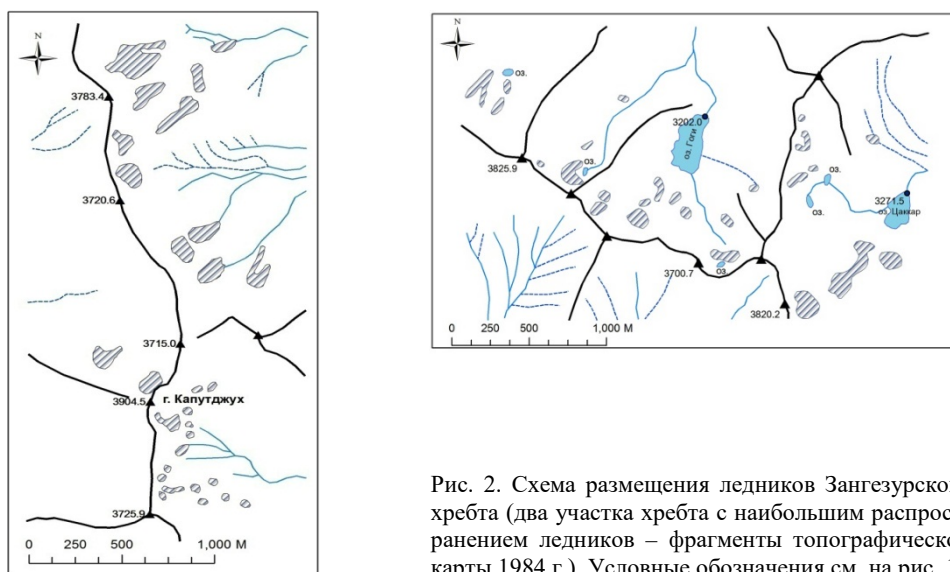 N
3783.4
3720.6
3715.0
3904.5 г. Капутджух
3725.9
0 250 500 1,000 М
N
оз.
3202.0
оз. Гоги
3825.9
оз.
оз.
3271.5
оз.
оз. Цаккар
3700.7
оз.
3820.2
0 250 500 1,000 М
Рис. 2. Схема размещения ледников Зангезурско
хребта (два участка хребта с наибольшим распрос
ранением ледников – фрагменты топографическо
карты 1984 г.). Условные обозначения см. на рис.